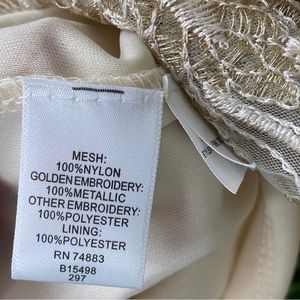 MESH:
100%NYLON
GOLDEN EMBROIDERY:
100%METALLIC
OTHER EMBROIDERY:
100%POLYESTER
LINING:
100%POLYESTER
RN 74883
B15498
297